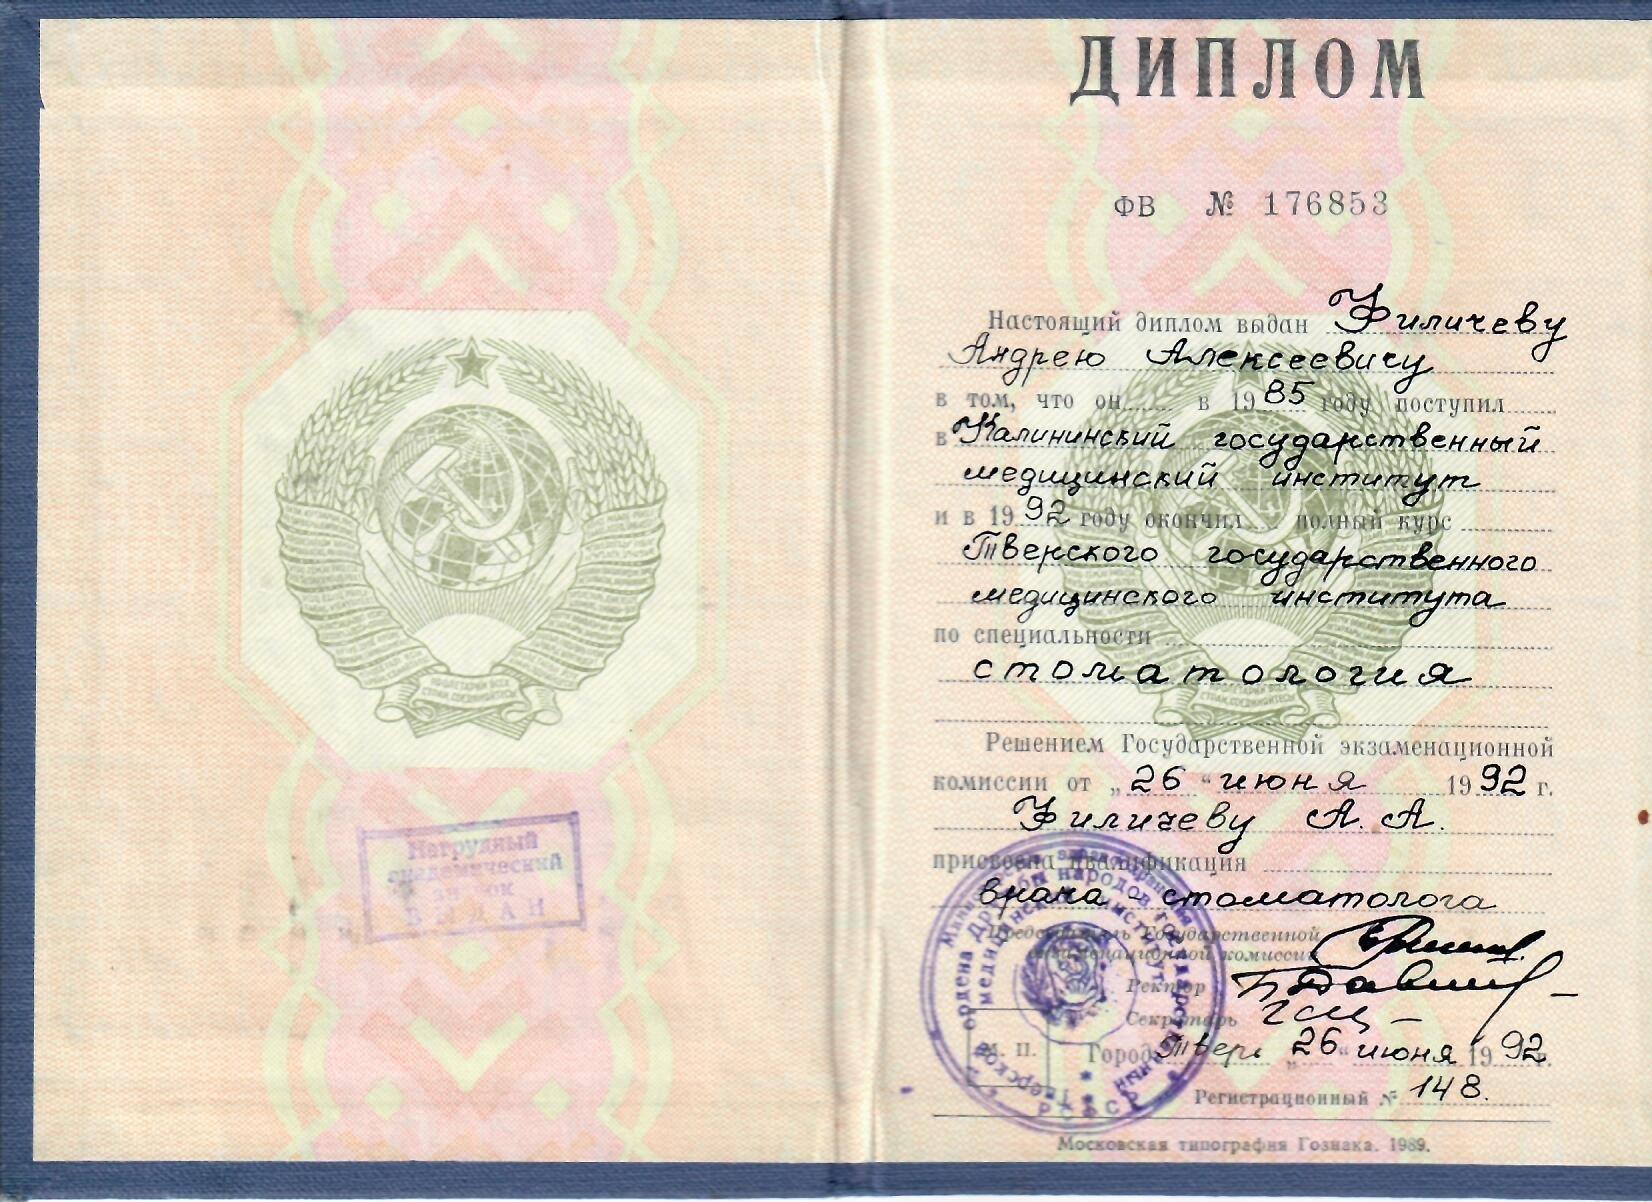 Нагрудный
академический
значок
ВЫДАН
ДИПЛОМ
ФВ № 176853
Настоящий диплом выдан Филичеву
Андрею Алексеевичу
в том, что он в 1985 году поступил
в Калининский государственный
медицинский институт
и в 1992 году окончил полный курс
Тверского государственного
медицинского института
по специальности
стоматология
Решением Государственной экзаменационной
комиссии от „26“ июня 1992 г.
Филичеву А. А.
присвоена квалификация
врача-стоматолога
Председатель Государственной
экзаменационной комиссии
Ректор
Секретарь
М. П. Город Тверь „26“ июня 1992 г.
Регистрационный № 148.
Московская типография Гознака. 1989.